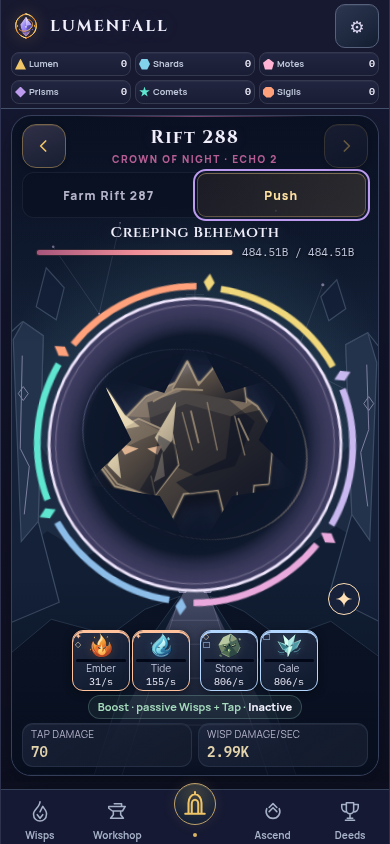 LUMENFALL
Lumen 0
Shards 0
Motes 0
Prisms 0
Comets 0
Sigils 0
Rift 288
CROWN OF NIGHT · ECHO 2
Farm Rift 287
Push
Creeping Behemoth
484.51B / 484.51B
Ember
31/s
Tide
155/s
Stone
806/s
Gale
806/s
Boost · passive Wisps + Tap · Inactive
TAP DAMAGE
70
WISP DAMAGE/SEC
2.99K
Wisps
Workshop
Ascend
Deeds